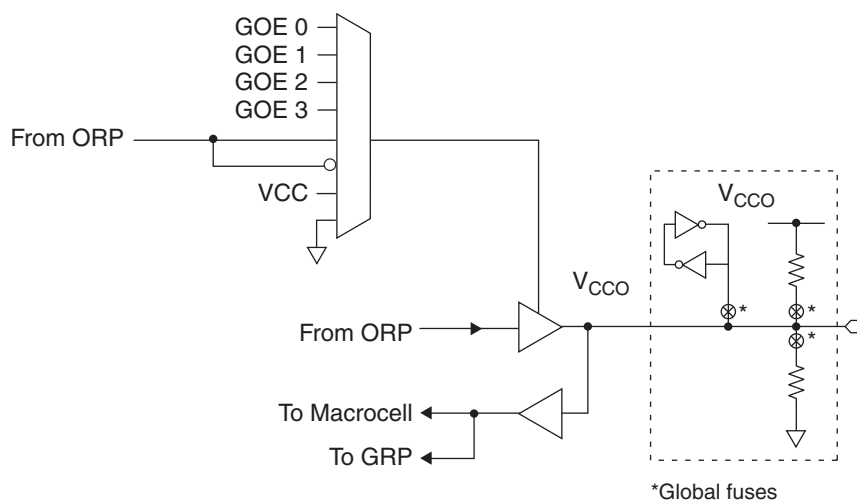 GOE 0
GOE 1
GOE 2
GOE 3
From ORP
VCC
VCCO
VCCO
*
*
*
From ORP
To Macrocell
To GRP
*Global fuses